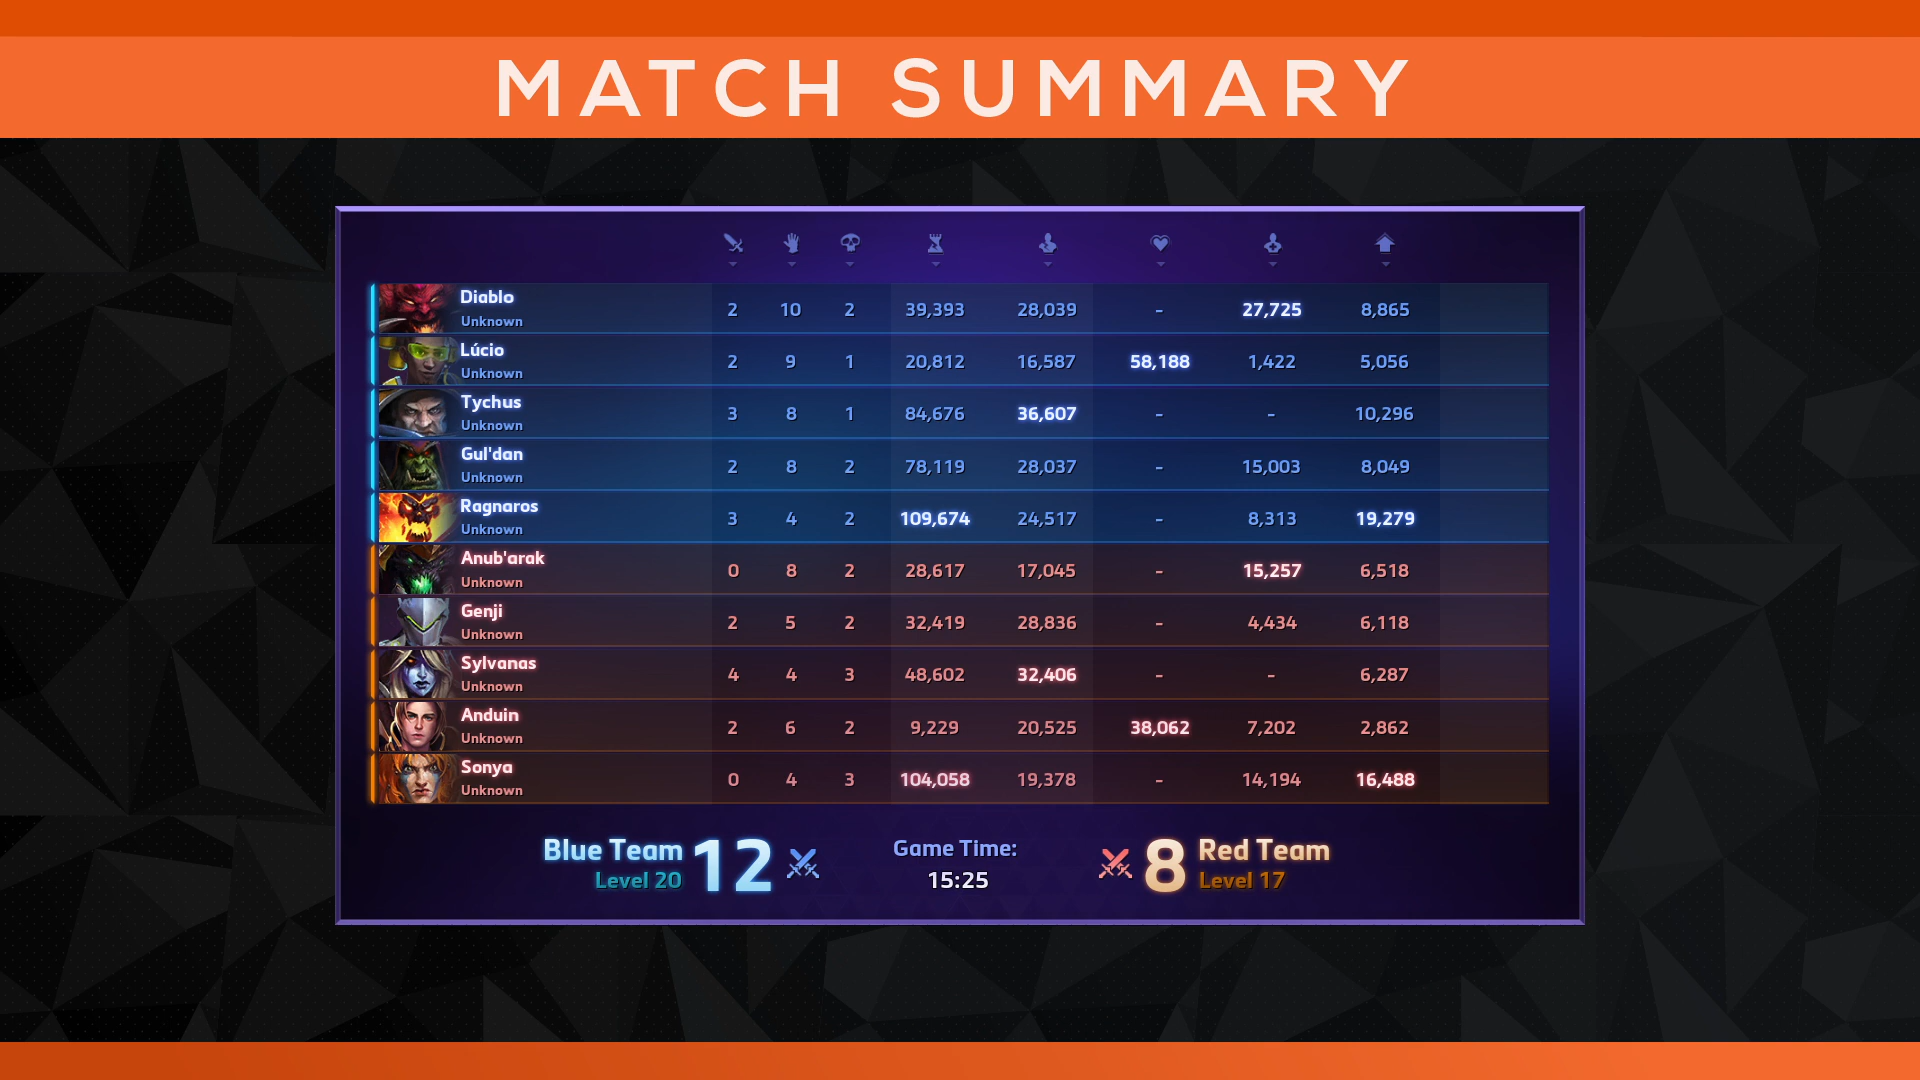 MATCH SUMMARY
Diablo
Unknown
2 10 2 39,393 28,039 - 27,725 8,865
Lúcio
Unknown
2 9 1 20,812 16,587 58,188 1,422 5,056
Tychus
Unknown
3 8 1 84,676 36,607 - - 10,296
Gul'dan
Unknown
2 8 2 78,119 28,037 - 15,003 8,049
Ragnaros
Unknown
3 4 2 109,674 24,517 - 8,313 19,279
Anub'arak
Unknown
0 8 2 28,617 17,045 - 15,257 6,518
Genji
Unknown
2 5 2 32,419 28,836 - 4,434 6,118
Sylvanas
Unknown
4 4 3 48,602 32,406 - - 6,287
Anduin
Unknown
2 6 2 9,229 20,525 38,062 7,202 2,862
Sonya
Unknown
0 4 3 104,058 19,378 - 14,194 16,488
Blue Team
Level 20
12
Game Time:
15:25
8
Red Team
Level 17